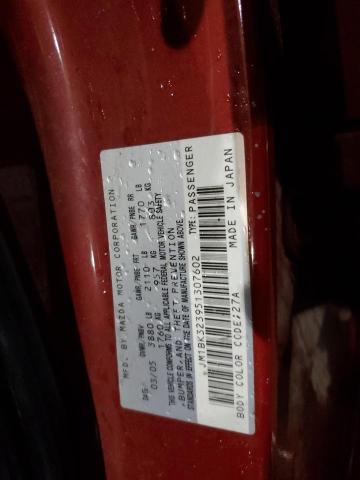 MFD. BY MAZDA MOTOR CORPORATION
03/05
GVWR/PNBV 3880 LB 1760 KG
GAWR/PNBE FRT 2110 LB 957 KG
GAWR/PNBE RR 1770 LB 803 KG
THIS VEHICLE CONFORMS TO ALL APPLICABLE FEDERAL MOTOR VEHICLE SAFETY
,BUMPER,AND THEFT PREVENTION
STANDARDS IN EFFECT ON THE DATE OF MANUFACTURE SHOWN ABOVE.
JM1BK323951307602 TYPE:PASSENGER
BODY COLOR CODE:27A MADE IN JAPAN